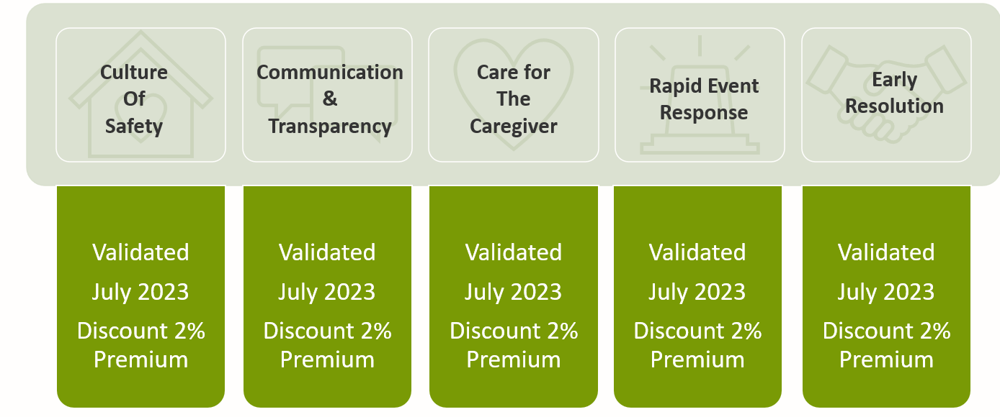 Culture
Of
Safety
Communication
&
Transparency
Care for
The
Caregiver
Rapid Event
Response
Early
Resolution
Validated
July 2023
Discount 2%
Premium
Validated
July 2023
Discount 2%
Premium
Validated
July 2023
Discount 2%
Premium
Validated
July 2023
Discount 2%
Premium
Validated
July 2023
Discount 2%
Premium